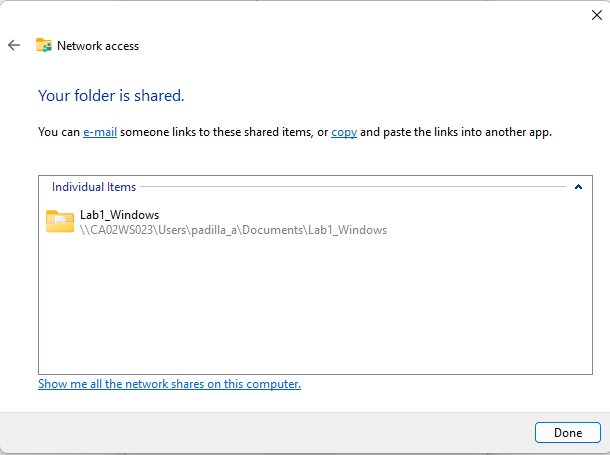 Network access
Your folder is shared.
You can e-mail someone links to these shared items, or copy and paste the links into another app.
Individual Items
Lab1_Windows
\\CA02WS023\Users\padilla_a\Documents\Lab1_Windows
Show me all the network shares on this computer.
Done